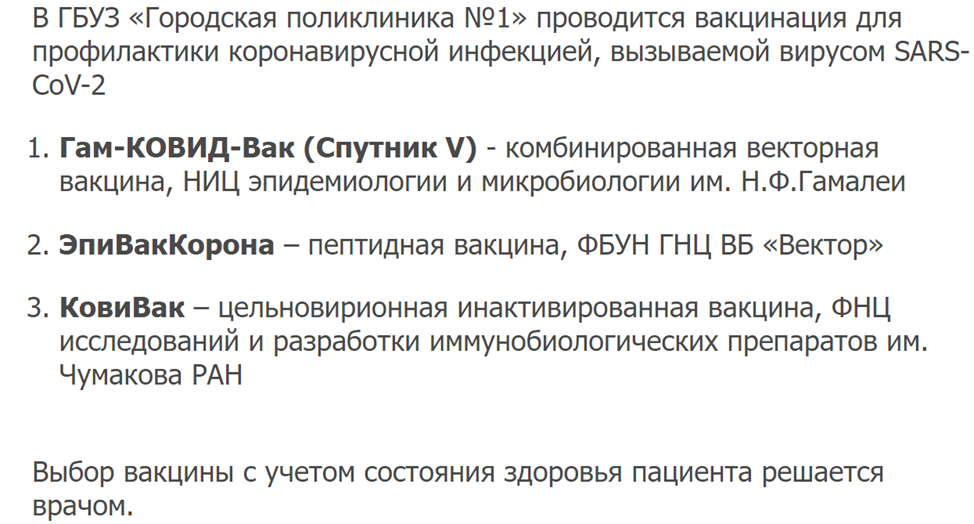 В ГБУЗ «Городская поликлиника №1» проводится вакцинация для
профилактики коронавирусной инфекцией, вызываемой вирусом SARS-
CoV-2
1. Гам-КОВИД-Вак (Спутник V) - комбинированная векторная
вакцина, НИЦ эпидемиологии и микробиологии им. Н.Ф.Гамалеи
2. ЭпиВакКорона – пептидная вакцина, ФБУН ГНЦ ВБ «Вектор»
3. КовиВак – цельновирионная инактивированная вакцина, ФНЦ
исследований и разработки иммунобиологических препаратов им.
Чумакова РАН
Выбор вакцины с учетом состояния здоровья пациента решается
врачом.